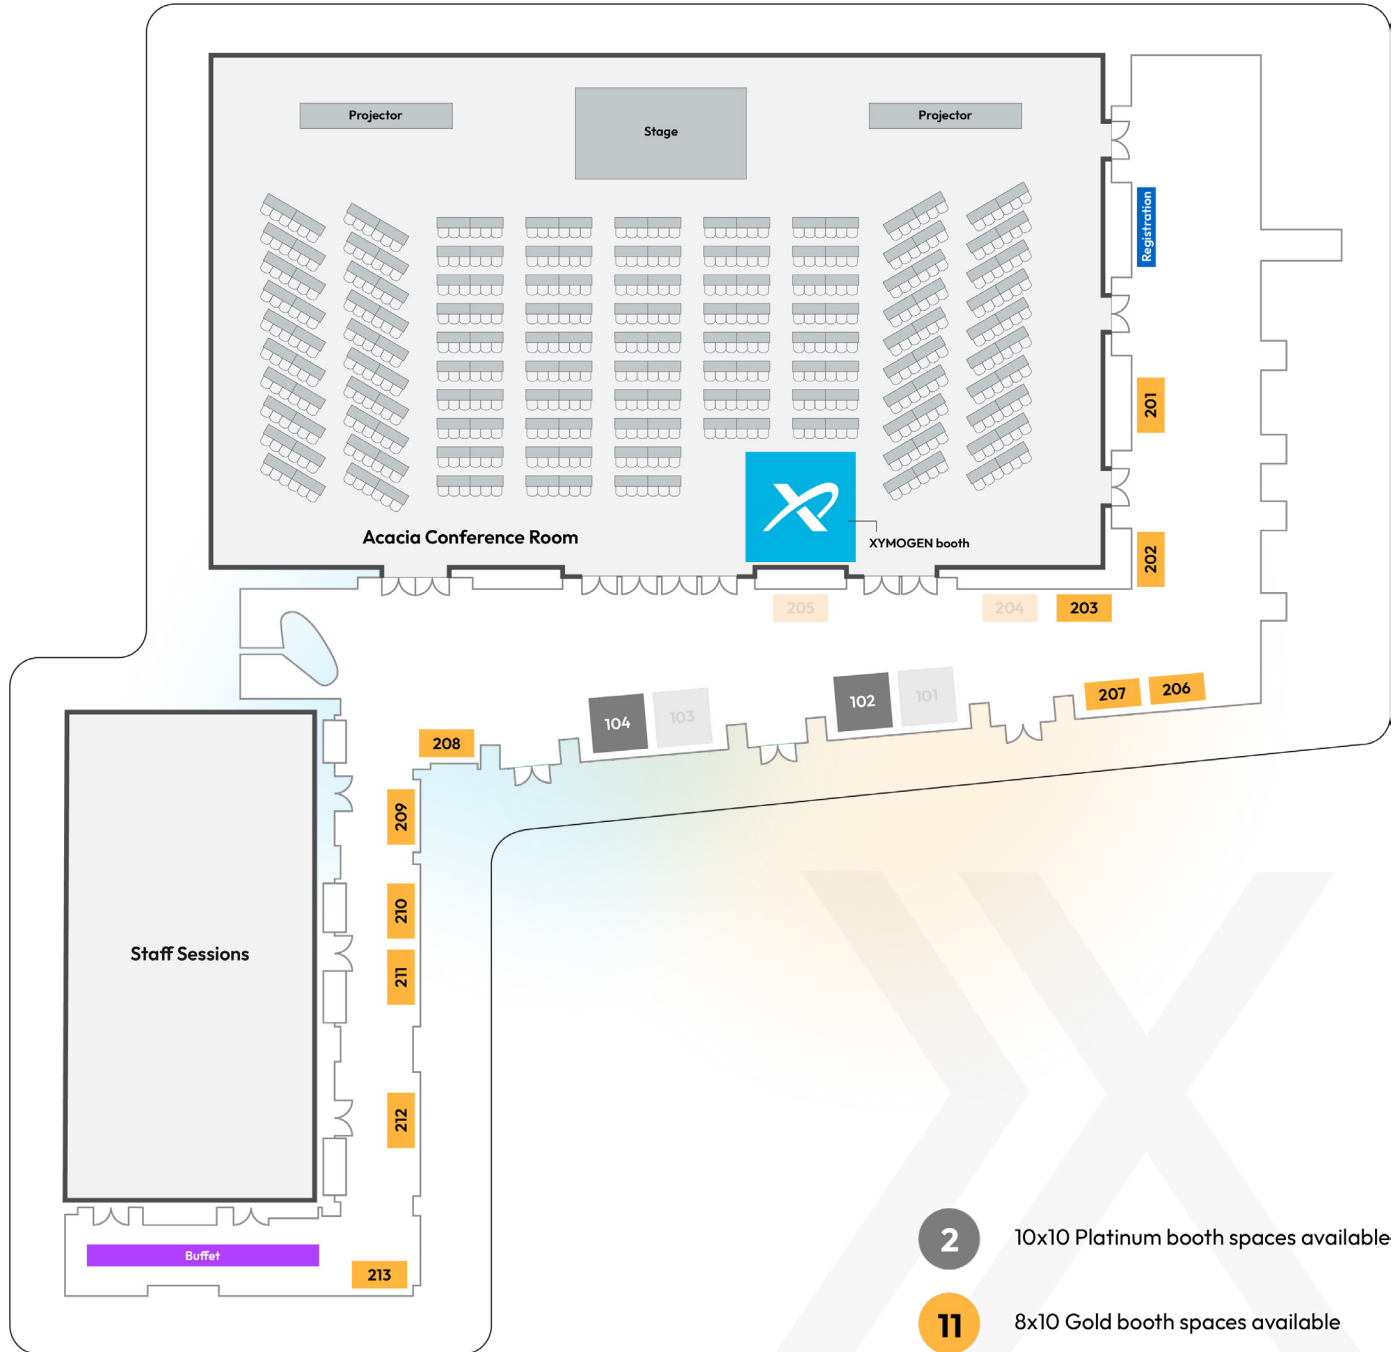 Projector
Stage
Projector
Registration
201
Acacia Conference Room
XYMOGEN booth
202
205
204
203
207
206
102
101
104
103
208
209
210
211
Staff Sessions
212
Buffet
213
2
10x10 Platinum booth spaces available
11
8x10 Gold booth spaces available